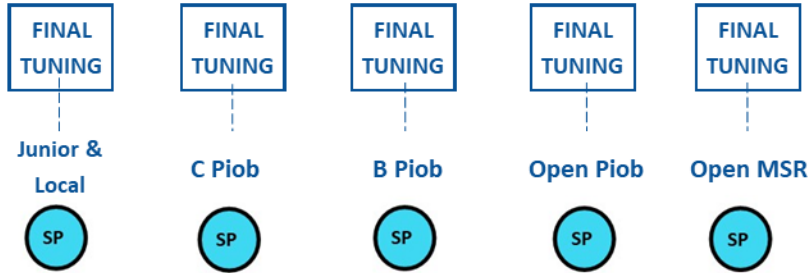 FINAL TUNING
FINAL TUNING
FINAL TUNING
FINAL TUNING
FINAL TUNING
Junior & Local
C Piob
B Piob
Open Piob
Open MSR
SP
SP
SP
SP
SP